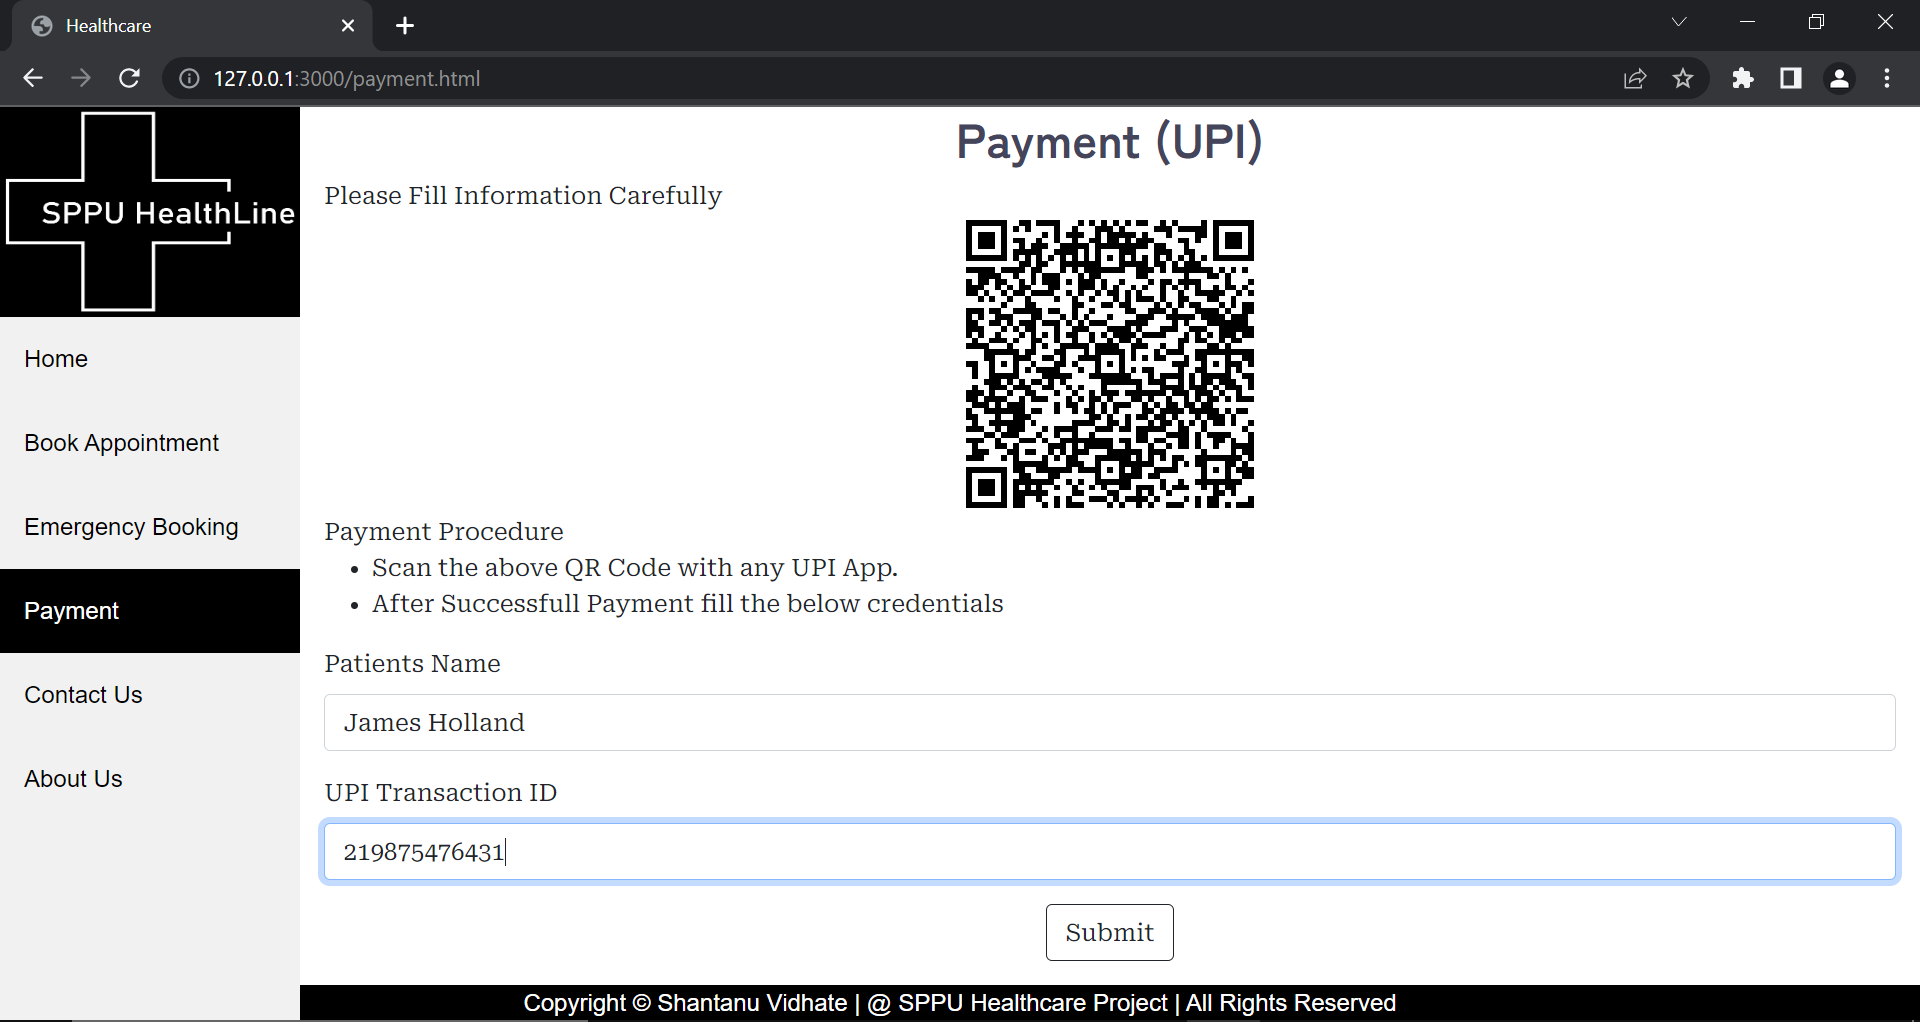 Healthcare
127.0.0.1:3000/payment.html
SPPU HealthLine
Home
Book Appointment
Emergency Booking
Payment
Contact Us
About Us
Payment (UPI)
Please Fill Information Carefully
Payment Procedure
• Scan the above QR Code with any UPI App.
• After Successfull Payment fill the below credentials
Patients Name
James Holland
UPI Transaction ID
219875476431
Submit
Copyright © Shantanu Vidhate | @ SPPU Healthcare Project | All Rights Reserved